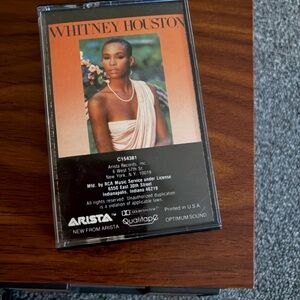 WHITNEY HOUSTON
C154381
Arista Records, Inc.
6 West 57th St.
New York, N.Y. 10019
Mfd. by RCA Music Service under License
6550 East 30th Street
Indianapolis, Indiana 46219
All rights reserved. Unauthorized duplication
is a violation of applicable laws.
ARISTA
NEW FROM ARISTA
Qualitape
Printed in U.S.A.
OPTIMUM SOUND